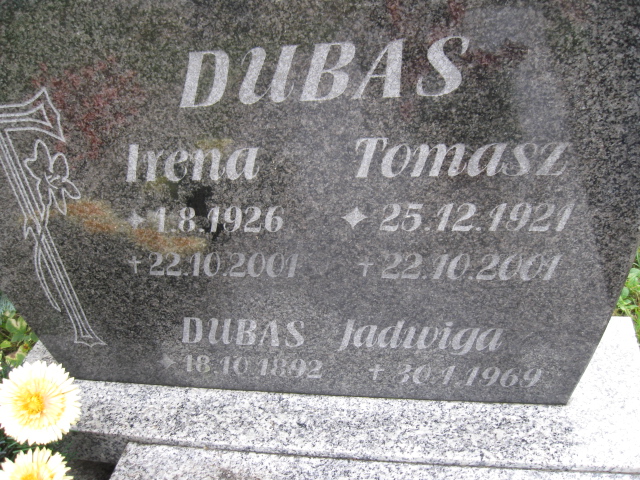 DUBAS
Irena Tomasz
✦ 1.8.1926 ✦ 25.12.1921
+ 22.10.2001 + 22.10.2001
DUBAS Jadwiga
✦ 18.10.1892 + 30.1.1969